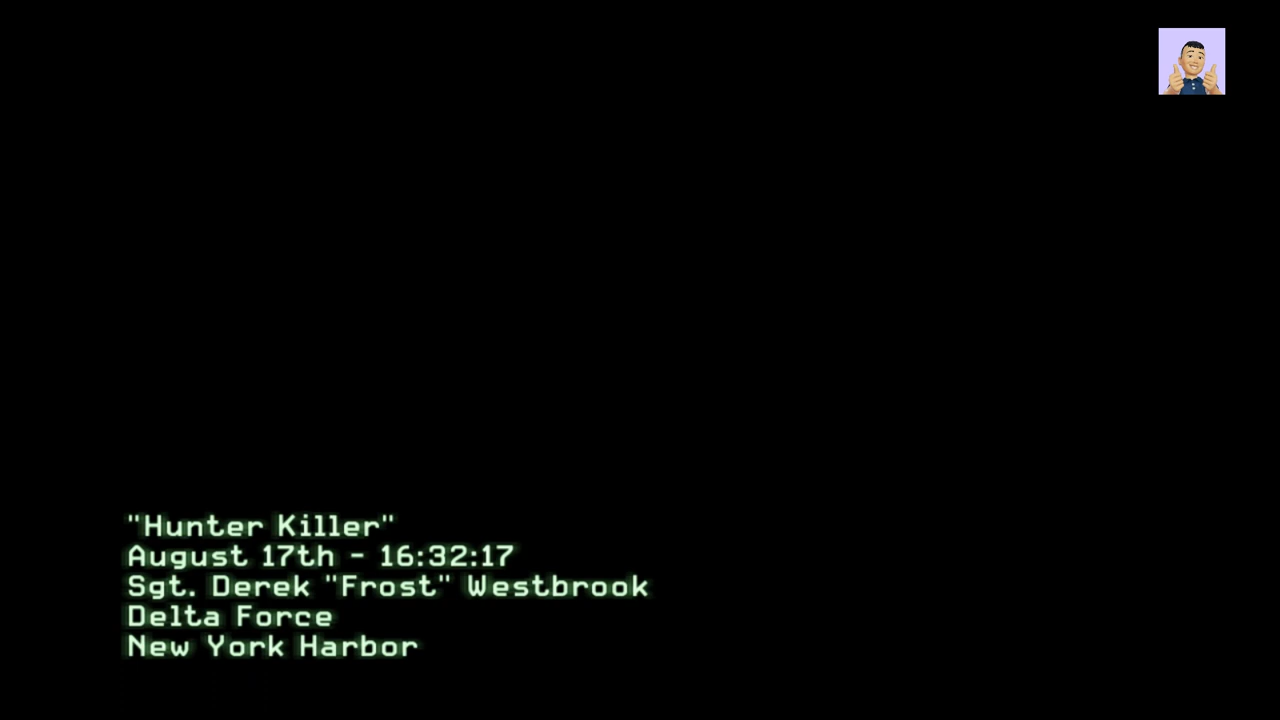 "Hunter Killer"
August 17th - 16:32:17
Sgt. Derek "Frost" Westbrook
Delta Force
New York Harbor